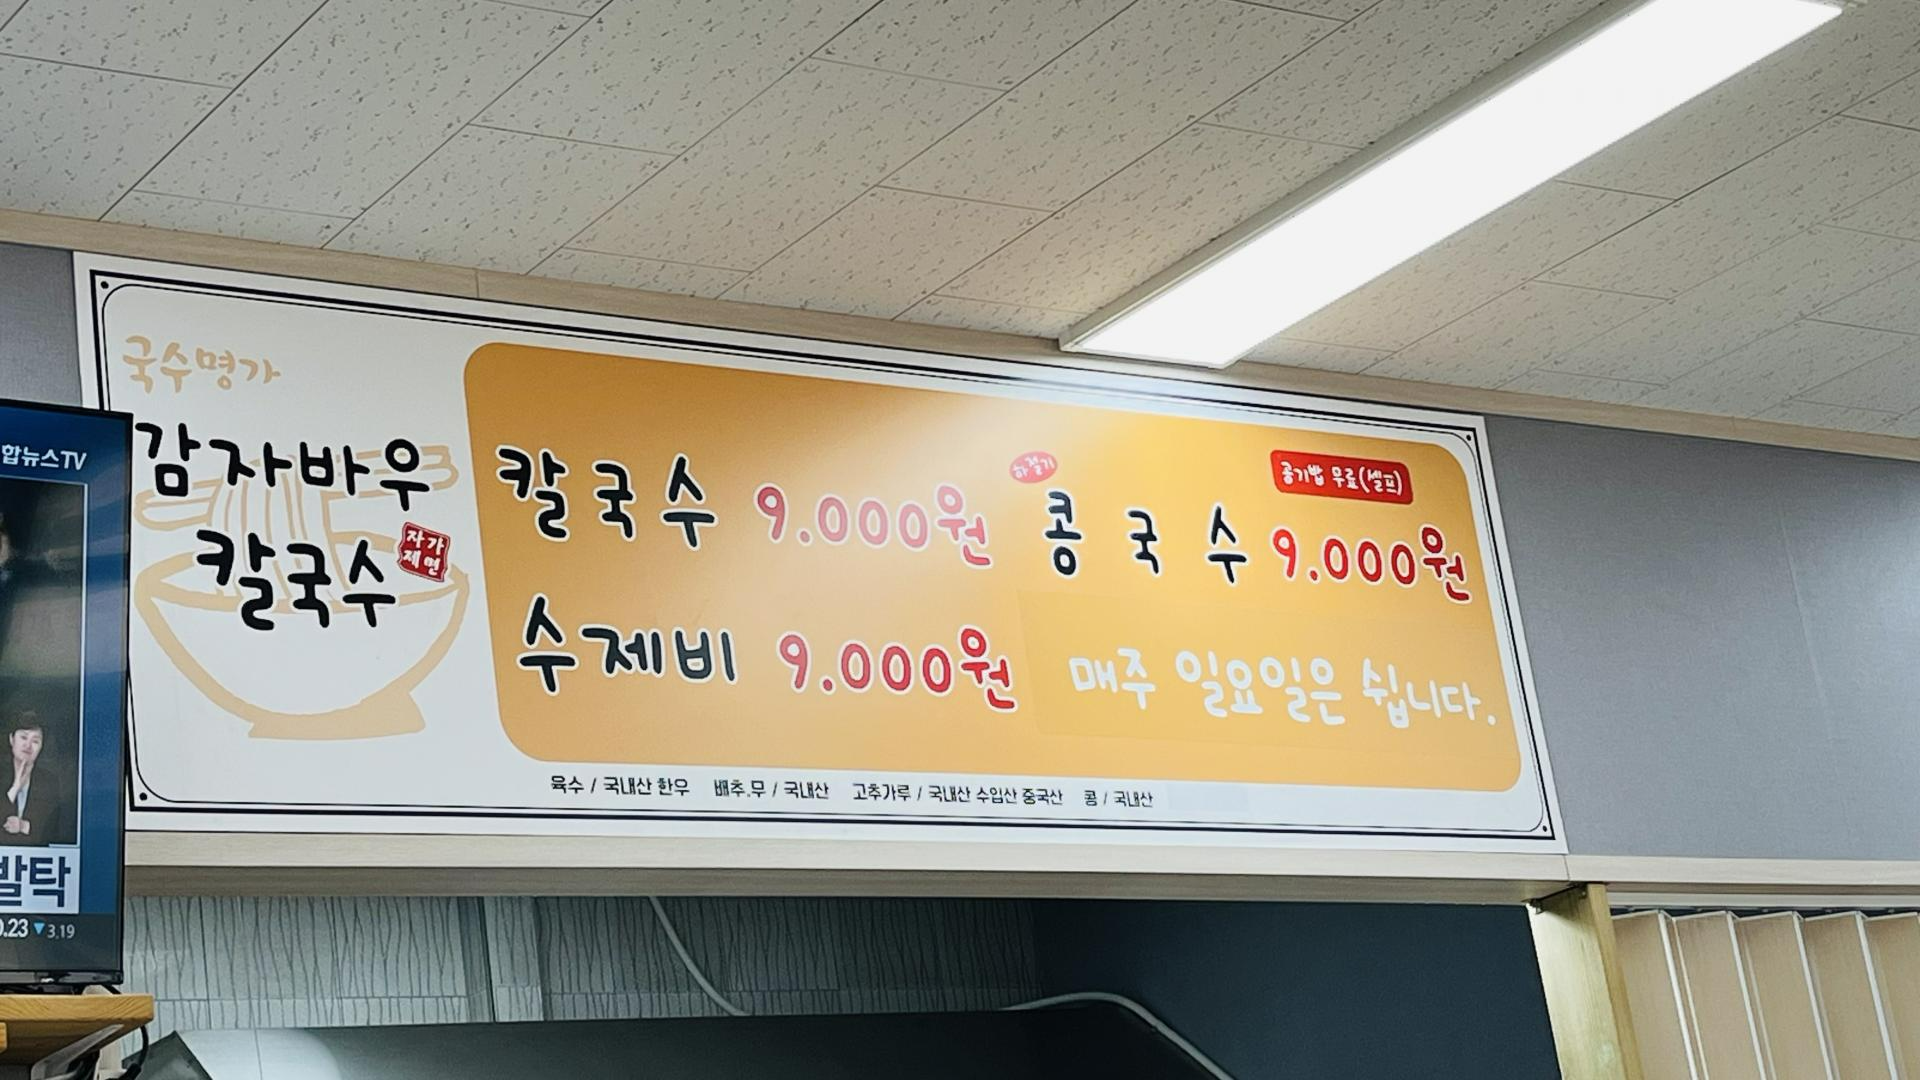 국수명가
감자바우
칼국수
자가
제면
칼국수 9.000원
하절기
콩국수 9.000원
공기밥 무료(셀프)
수제비 9.000원
매주 일요일은 쉽니다.
육수 / 국내산 한우 배추.무 / 국내산 고추가루 / 국내산 수입산 중국산 콩 / 국내산
합뉴스TV
발탁
0.23 ▼3.19